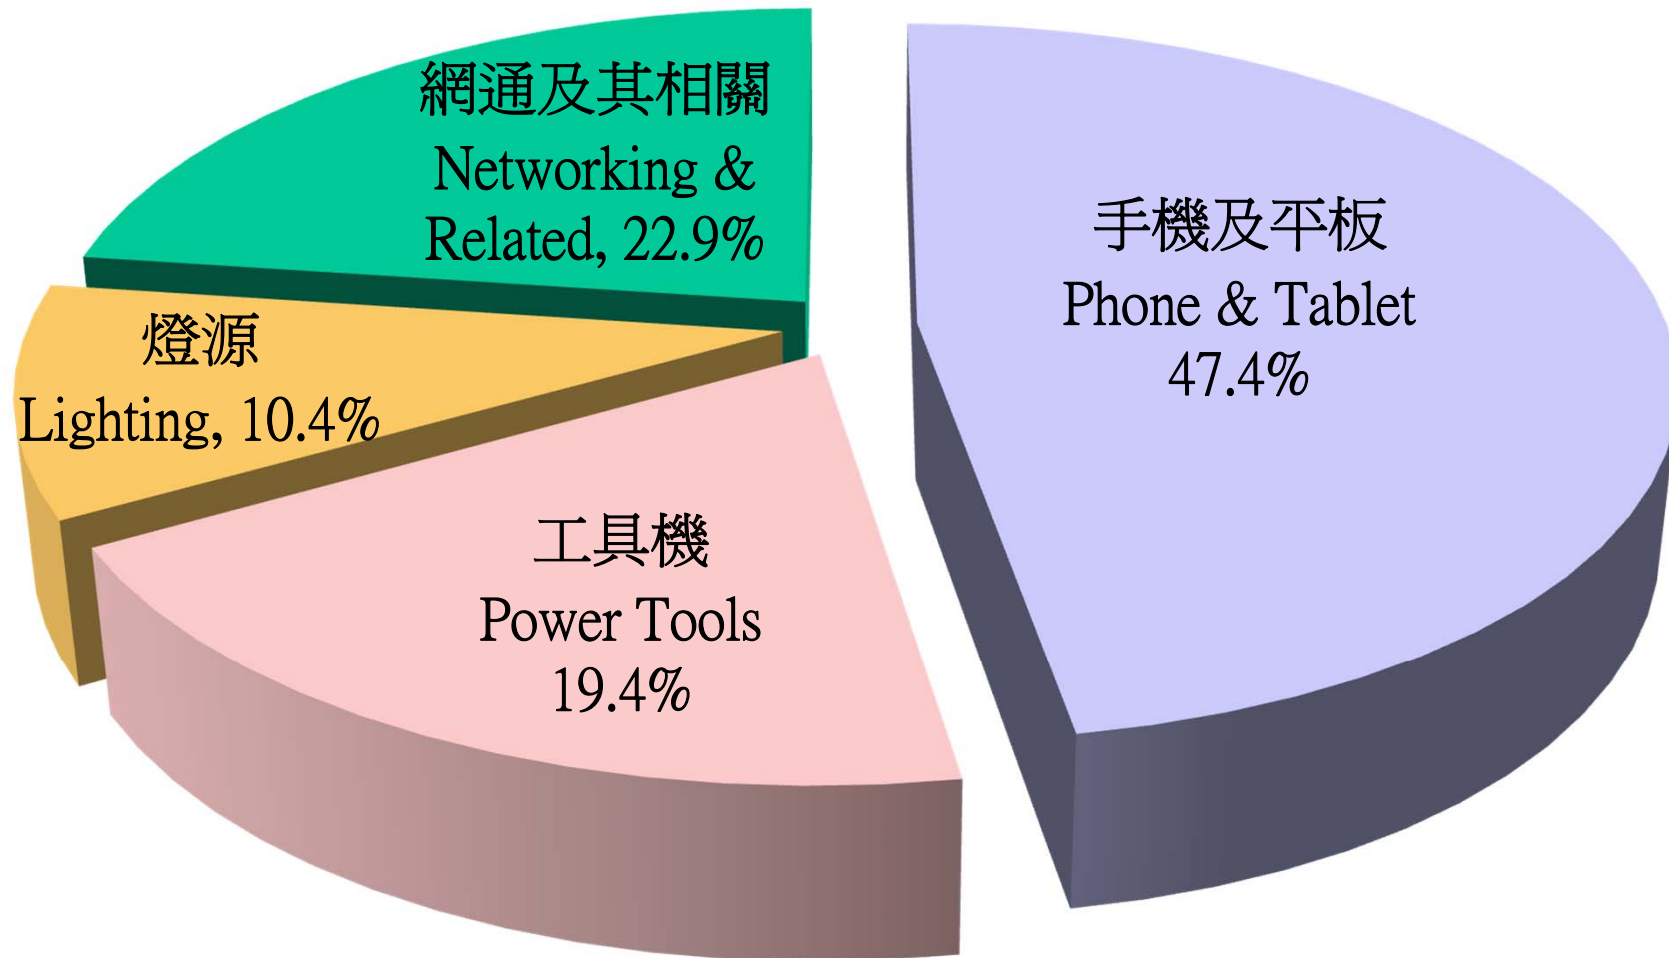 網通及其相關
Networking &
Related, 22.9%
手機及平板
Phone & Tablet
47.4%
燈源
Lighting, 10.4%
工具機
Power Tools
19.4%